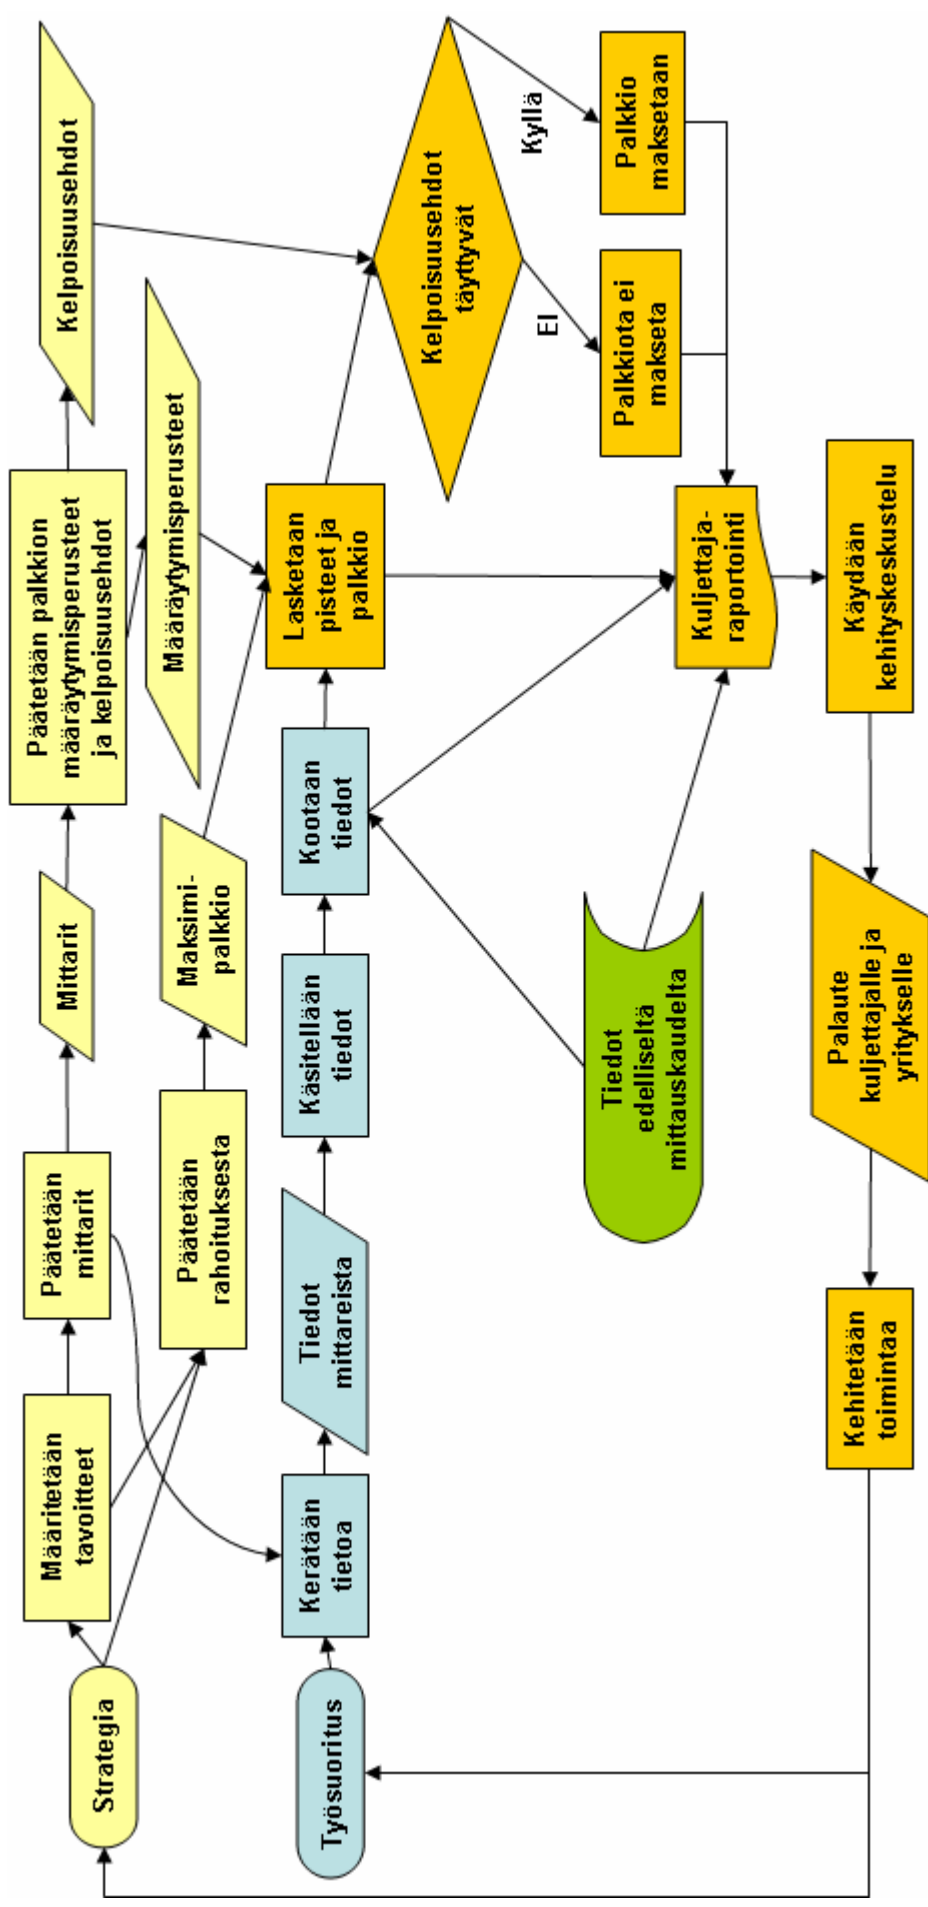 Strategia
Määritetään
tavoitteet
Päätetään
mittarit
Mittarit
Päätetään palkkion
määräytymisperusteet
ja kelpoisuusehdot
Kelpoisuusehdot
Päätetään
rahoituksesta
Maksimi-
palkkio
Määräytymisperusteet
Työsuoritus
Kerätään
tietoa
Tiedot
mittareista
Käsitellään
tiedot
Kootaan
tiedot
Lasketaan
pisteet ja
palkkio
Kelpoisuusehdot
täyttyvät
EI
Kyllä
Palkkiota ei
makseta
Palkkio
maksetaan
Tiedot
edelliseltä
mittauskaudelta
Kuljettaja-
raportointi
Kehitetään
toimintaa
Palaute
kuljettajalle ja
yritykselle
Käydään
kehityskeskustelu